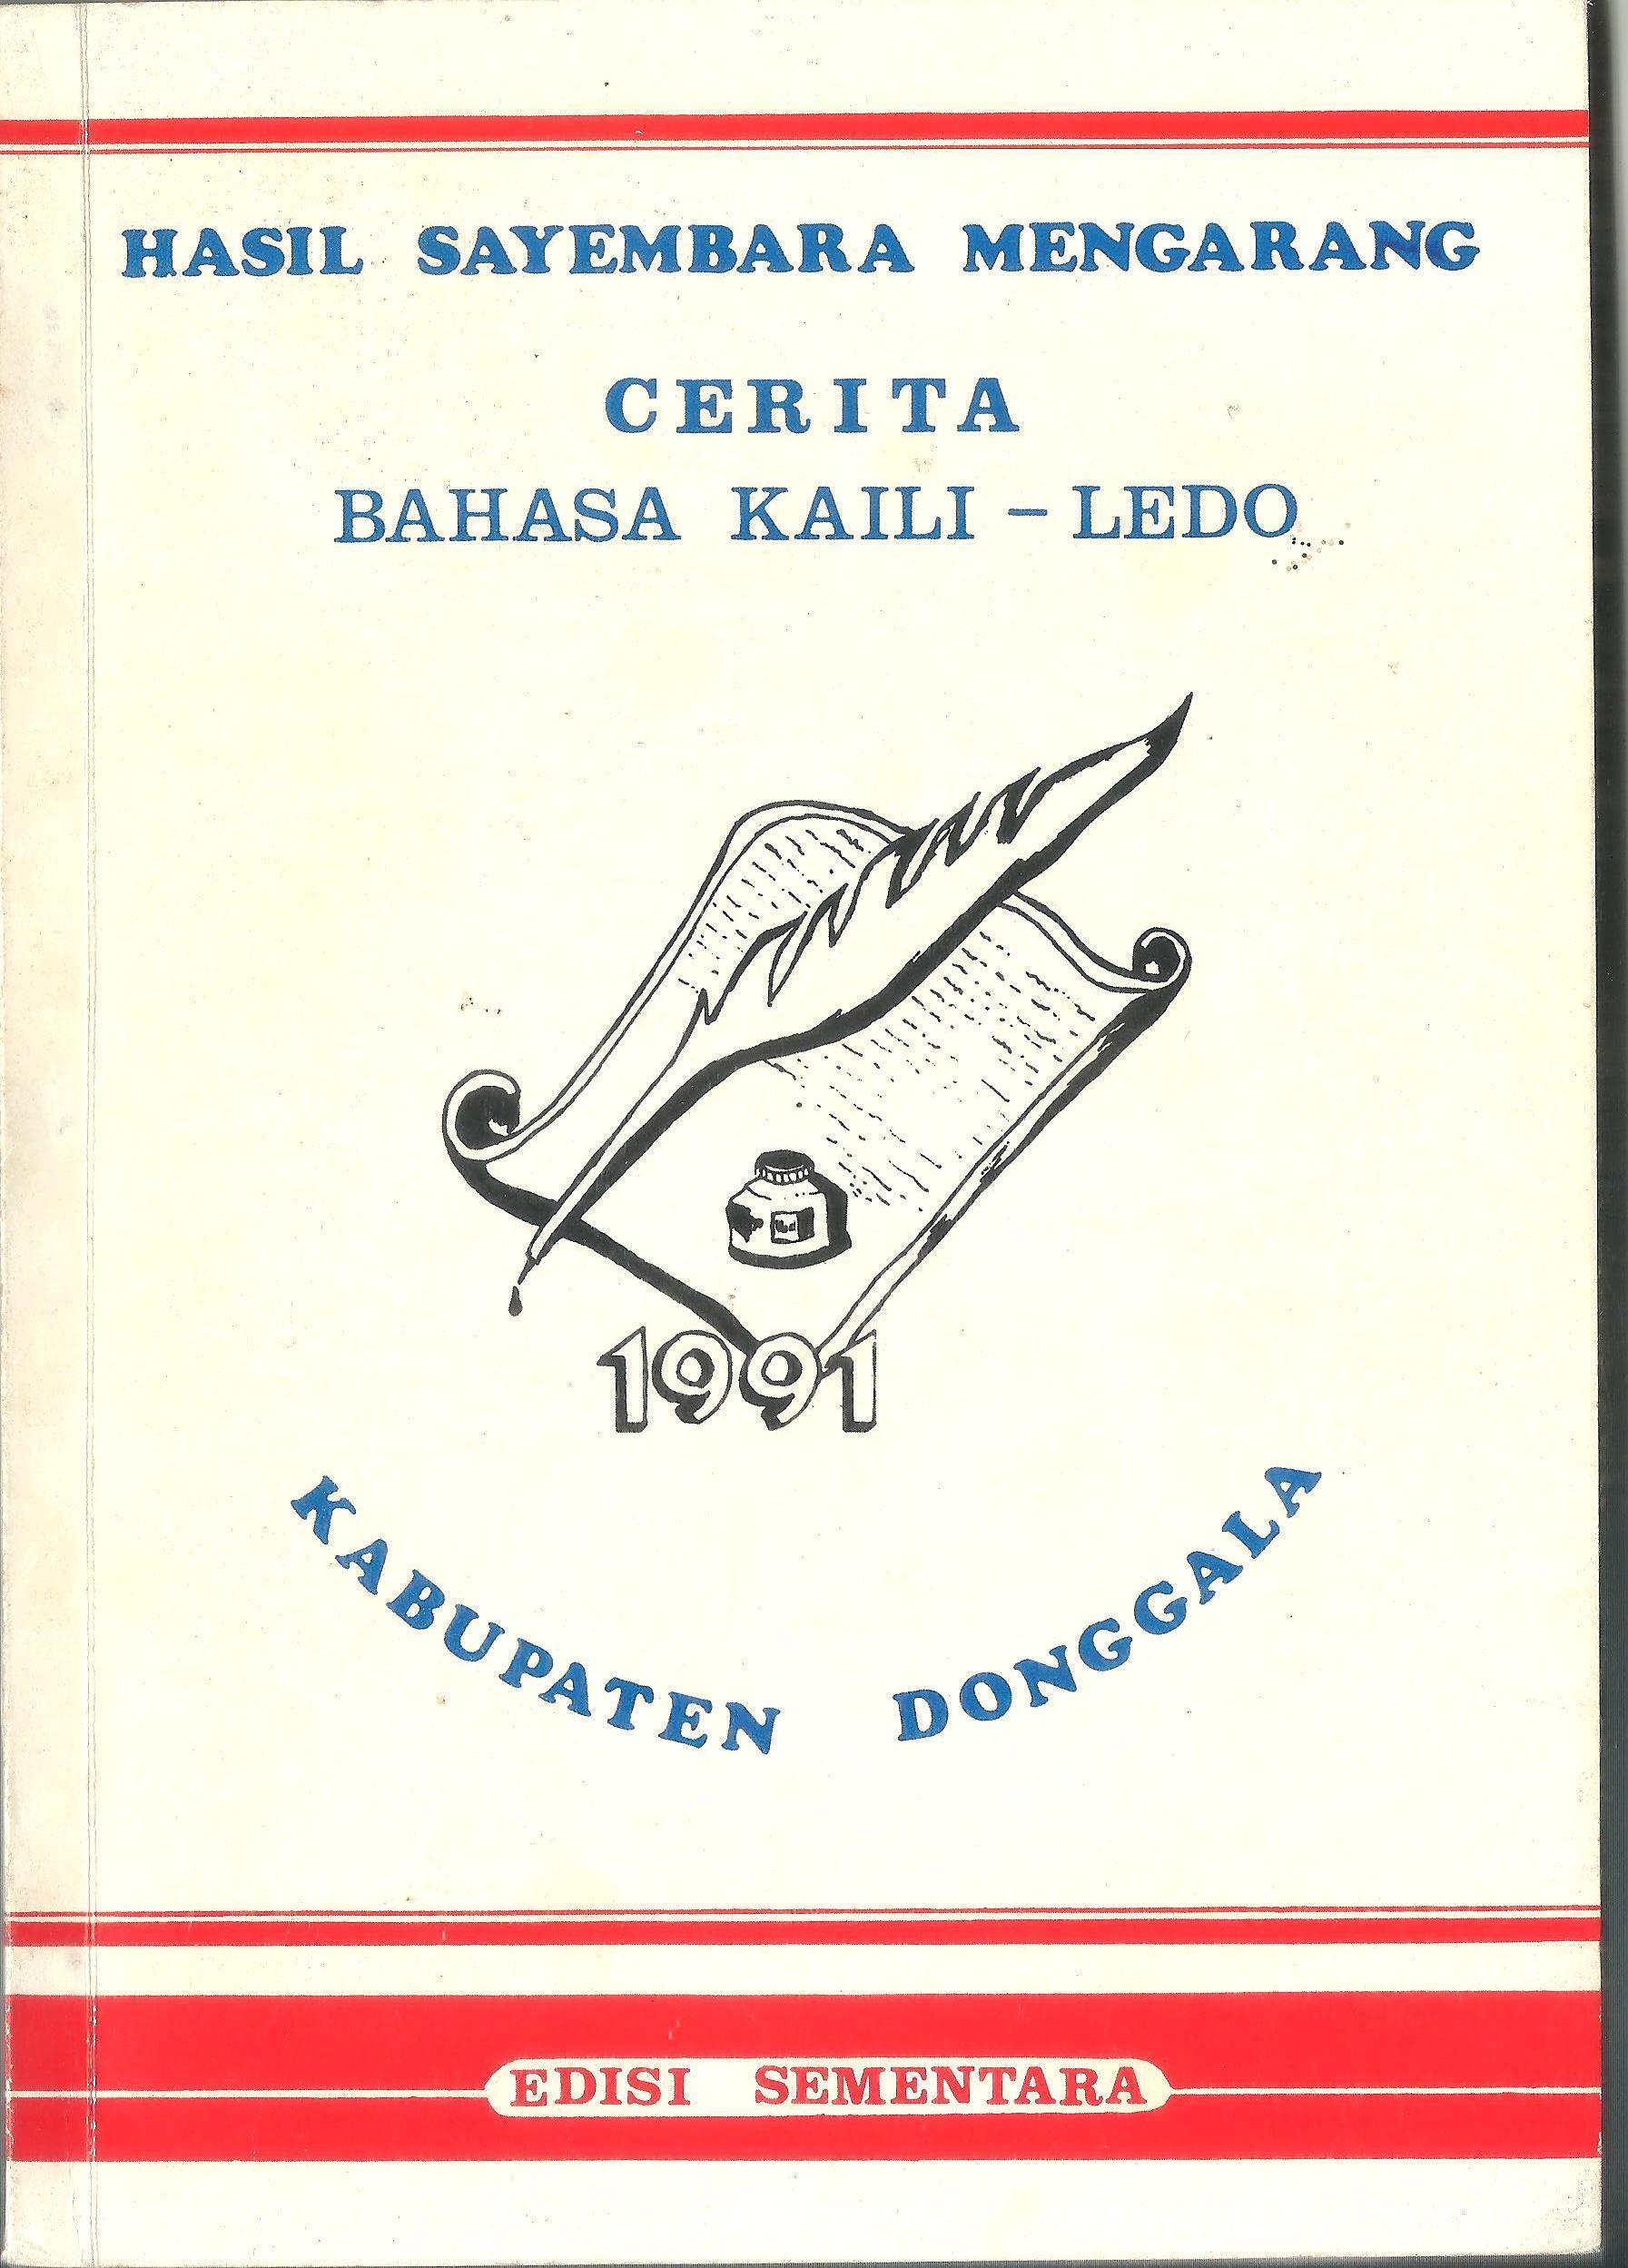 HASIL SAYEMBARA MENGARANG
CERITA
BAHASA KAILI - LEDO
1991
KABUPATEN DONGGALA
EDISI SEMENTARA